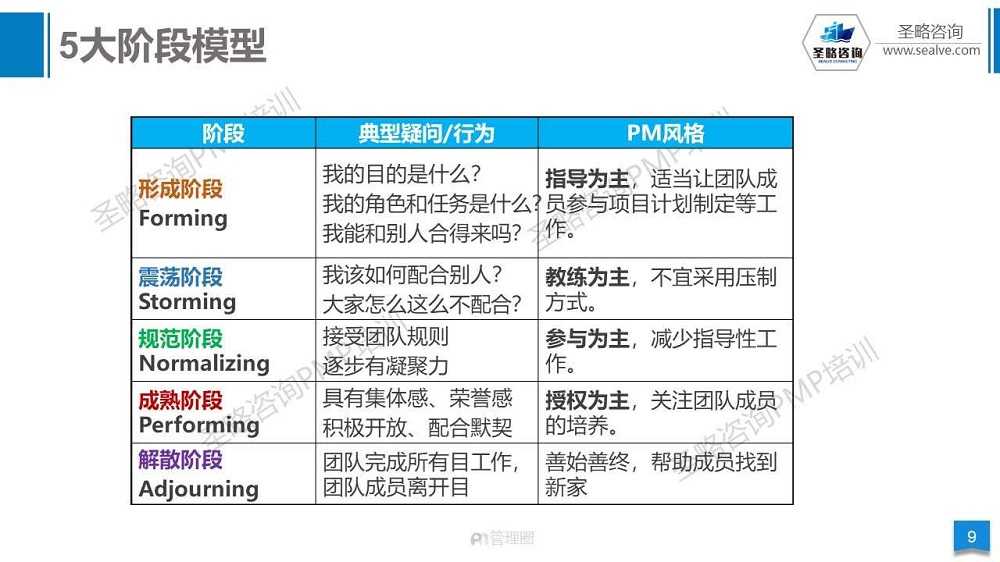 5大阶段模型
圣略咨询
圣略咨询
www.sealve.com
阶段
典型疑问/行为
PM风格
形成阶段
Forming
我的目的是什么?
我的角色和任务是什么?
我能和别人合得来吗?
指导为主，适当让团队成
员参与项目计划制定等工
作。
震荡阶段
Storming
我该如何配合别人?
大家怎么这么不配合?
教练为主，不宜采用压制
方式。
规范阶段
Normalizing
接受团队规则
逐步有凝聚力
参与为主，减少指导性工
作。
成熟阶段
Performing
具有集体感、荣誉感
积极开放、配合默契
授权为主，关注团队成员
的培养。
解散阶段
Adjourning
团队完成所有目工作，
团队成员离开目
善始善终，帮助成员找到
新家
圣略咨询PMP培训
圣略咨询PMP培训
圣略咨询PMP培训
圣略咨询PMP培训
管理圈
9